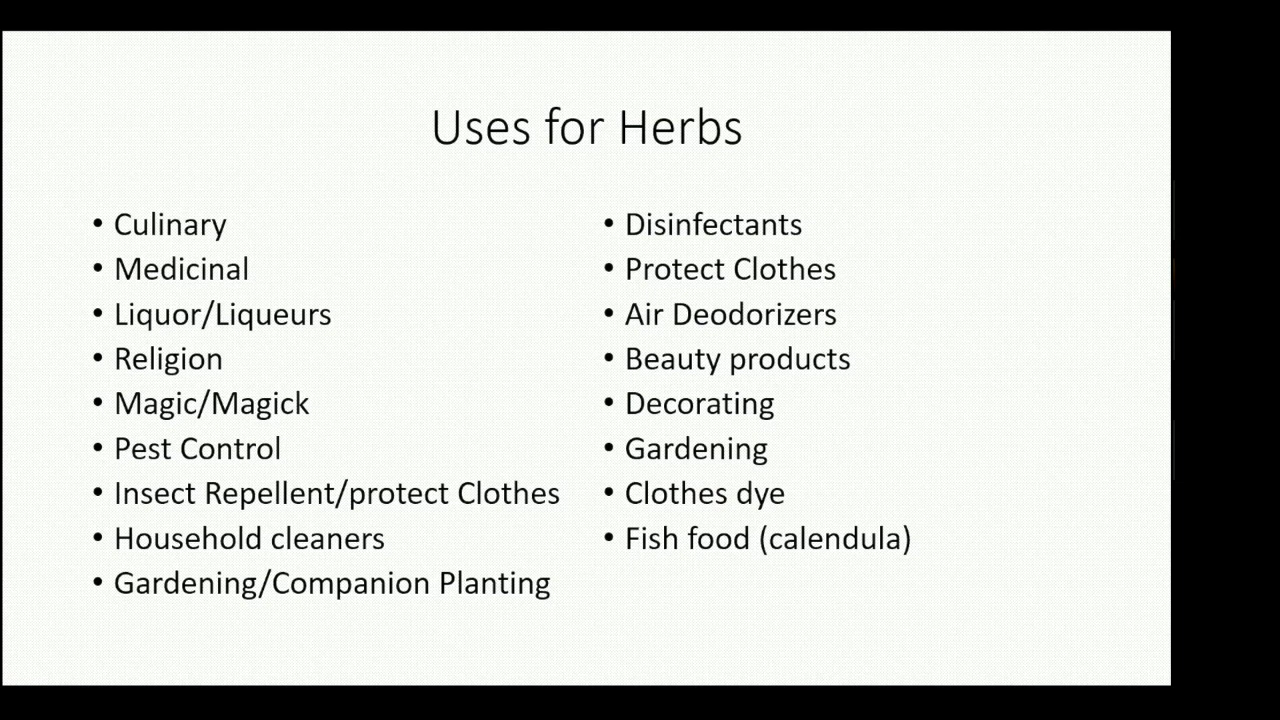 Uses for Herbs
• Culinary
• Medicinal
• Liquor/Liqueurs
• Religion
• Magic/Magick
• Pest Control
• Insect Repellent/protect Clothes
• Household cleaners
• Gardening/Companion Planting
• Disinfectants
• Protect Clothes
• Air Deodorizers
• Beauty products
• Decorating
• Gardening
• Clothes dye
• Fish food (calendula)